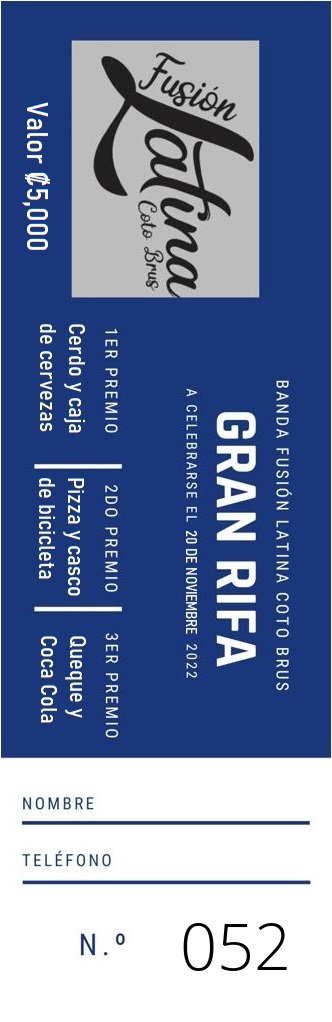 Fusión
Latina
Coto Brus
BANDA FUSIÓN LATINA COTO BRUS
GRAN RIFA
A CELEBRARSE EL 20 DE NOVIEMBRE 2022
1ER PREMIO
Cerdo y caja
de cervezas
2DO PREMIO
Pizza y casco
de bicicleta
3ER PREMIO
Queque y
Coca Cola
Valor ₡5,000
NOMBRE
TELÉFONO
N.º 052